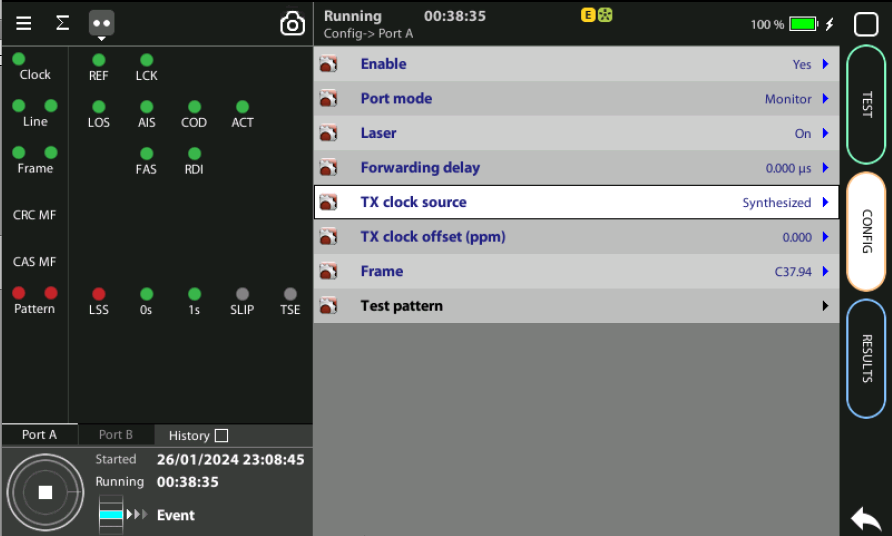 Running 00:38:35 E 100 %
Config-> Port A
Clock REF LCK
Line LOS AIS COD ACT
Frame FAS RDI
CRC MF
CAS MF
Pattern LSS 0s 1s SLIP TSE
Port A Port B History
Started 26/01/2024 23:08:45
Running 00:38:35
Event
Enable Yes
Port mode Monitor
Laser On
Forwarding delay 0.000 µs
TX clock source Synthesized
TX clock offset (ppm) 0.000
Frame C37.94
Test pattern
TEST
CONFIG
RESULTS